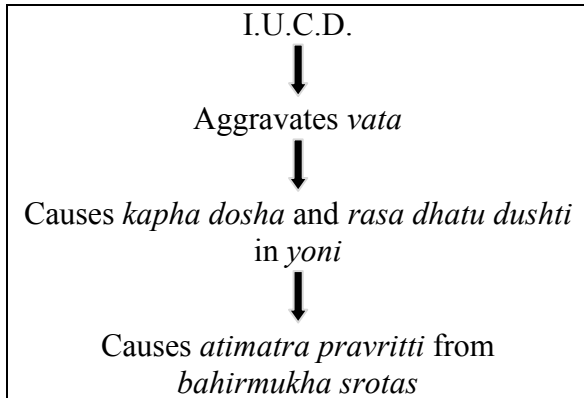 I.U.C.D.
Aggravates vata
Causes kapha dosha and rasa dhatu dushti
in yoni
Causes atimatra pravritti from
bahirmukha srotas